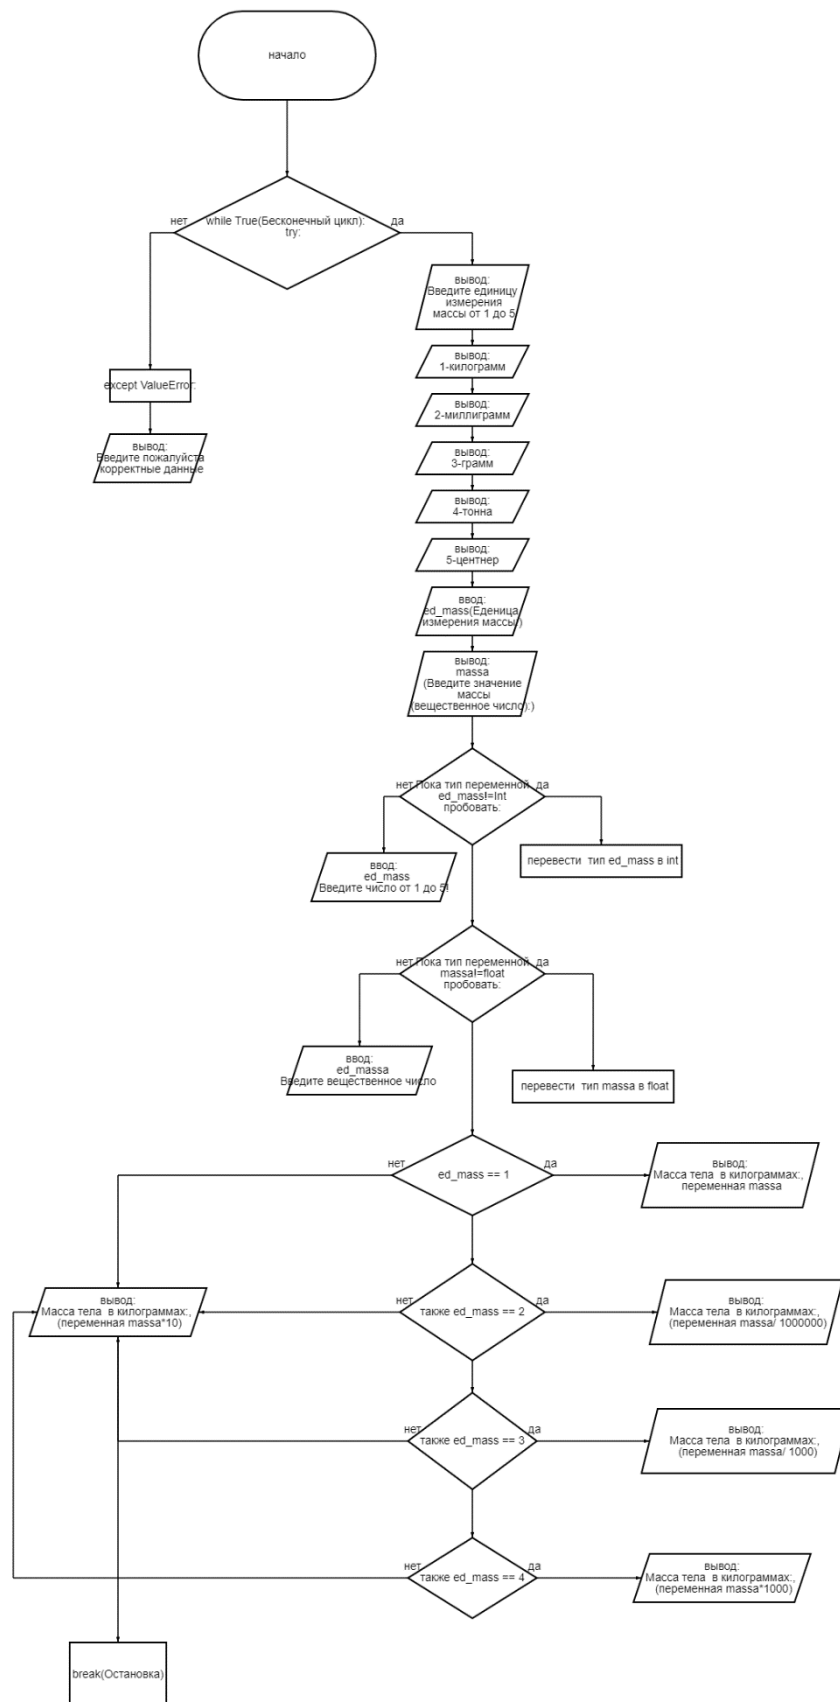 начало
нет
while True(Бесконечный цикл):
try:
да
вывод:
Введите единицу
измерения
массы от 1 до 5
вывод:
1-килограмм
except ValueError:
вывод:
2-миллиграмм
вывод:
Введите пожалуйста
корректные данные
вывод:
3-грамм
вывод:
4-тонна
вывод:
5-центнер
ввод:
ed_mass(Еденица
измерения массы:)
вывод:
massa
(Введите значение
массы
(вещественное число):)
нет
Пока тип переменной
ed_mass!=Int
пробовать:
да
ввод:
ed_mass
Введите число от 1 до 5!
перевести тип ed_mass в int
нет
Пока тип переменной
massa!=float
пробовать:
да
ввод:
ed_massa
Введите вещественное число
перевести тип massa в float
нет
ed_mass == 1
да
вывод:
Масса тела в килограммах:,
переменная massa
вывод:
Масса тела в килограммах:,
(переменная massa*10)
нет
также ed_mass == 2
да
вывод:
Масса тела в килограммах:,
(переменная massa/ 1000000)
нет
также ed_mass == 3
да
вывод:
Масса тела в килограммах:,
(переменная massa/ 1000)
нет
также ed_mass == 4
да
вывод:
Масса тела в килограммах:,
(переменная massa*1000)
break(Остановка)